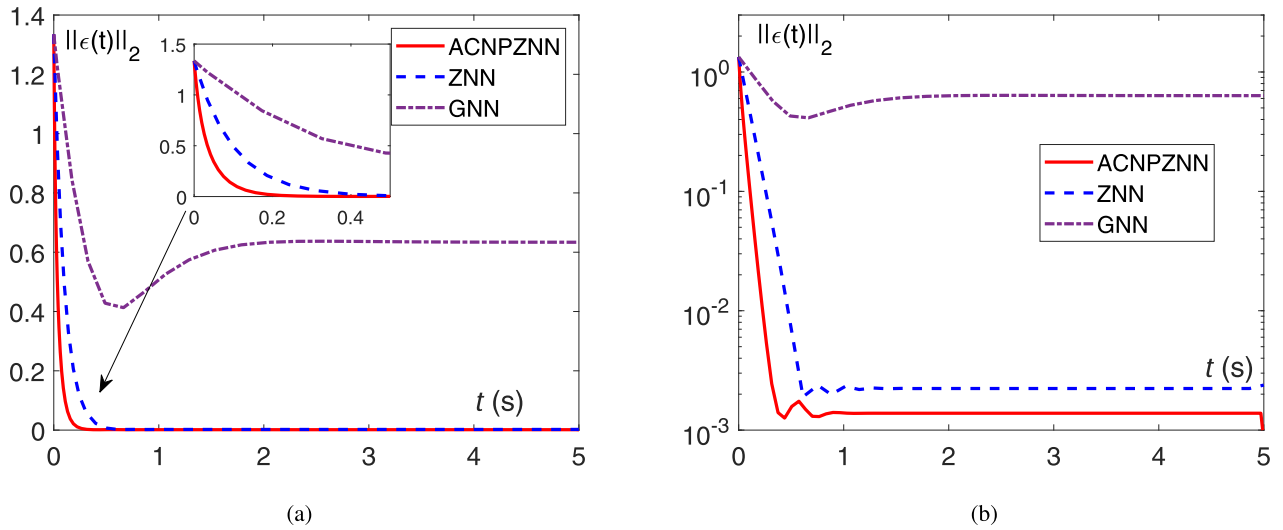 ||ϵ(t)||₂
1.4
1.2
1
0.8
0.6
0.4
0.2
0
0 1 2 3 4 5
t (s)
1.5
1
0.5
0
0 0.2 0.4
ACNPZNN
ZNN
GNN
(a)
||ϵ(t)||₂
10⁰
10⁻¹
10⁻²
10⁻³
0 1 2 3 4 5
t (s)
ACNPZNN
ZNN
GNN
(b)